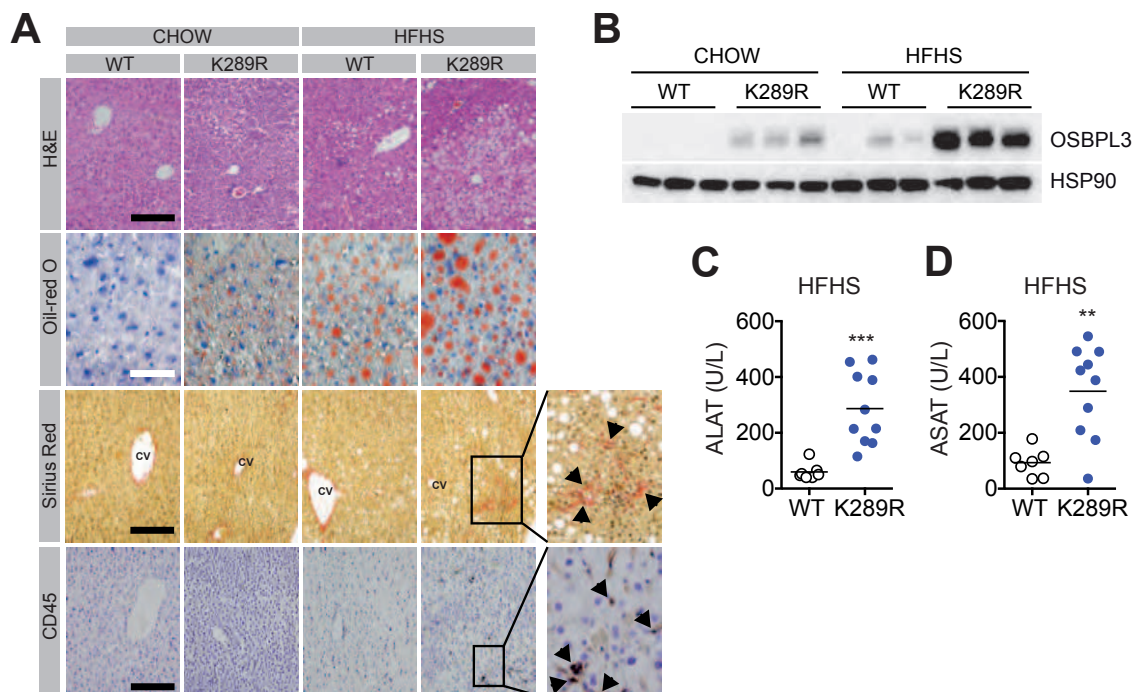 A
CHOW HFHS
WT K289R WT K289R
H&E
Oil-red O
Sirius Red
cv cv cv cv
CD45
B
CHOW HFHS
WT K289R WT K289R
OSBPL3
HSP90
C
HFHS
ALAT (U/L)
600
400
200
0
***
WT K289R
D
HFHS
ASAT (U/L)
600
400
200
0
**
WT K289R